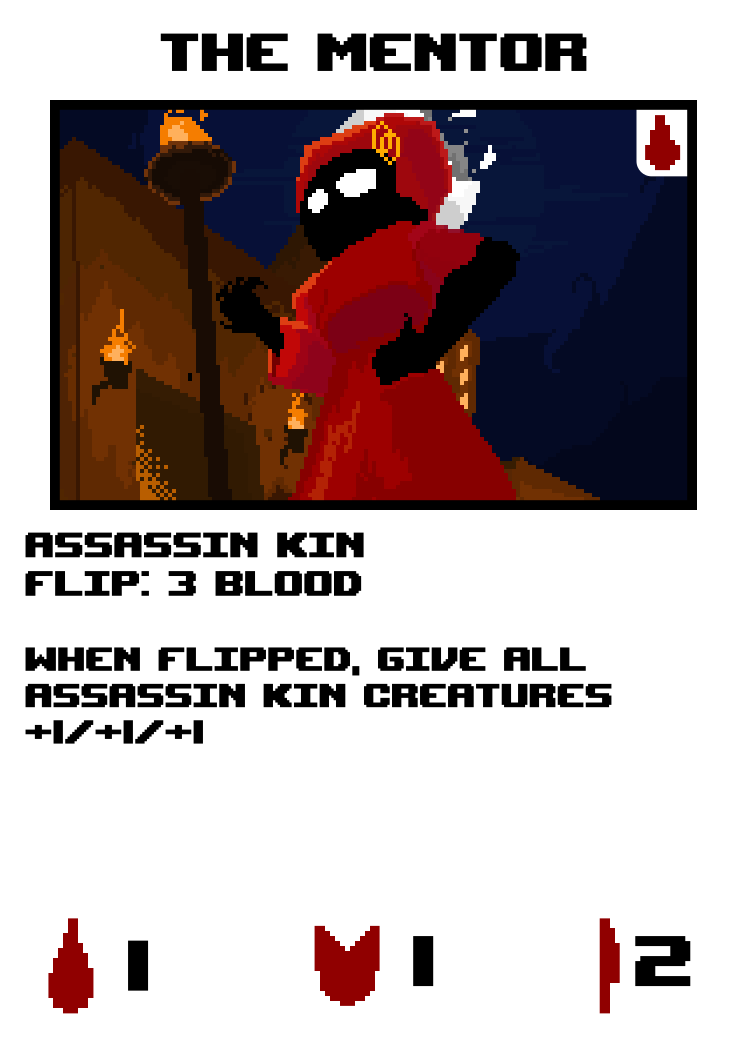 THE MENTOR
ASSASSIN KIN
FLIP: 3 BLOOD
WHEN FLIPPED, GIVE ALL
ASSASSIN KIN CREATURES
+1/+1/+1
1 1 2